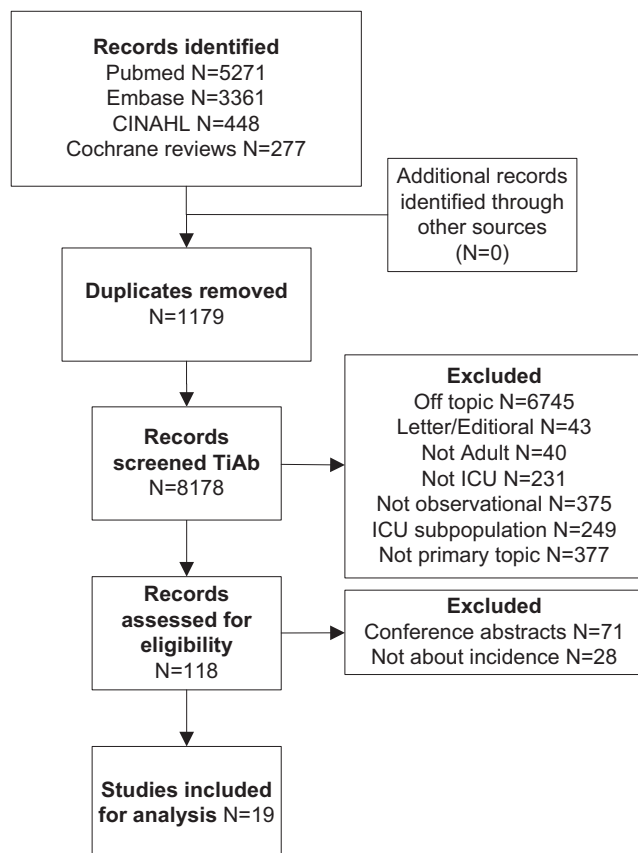 Records identified
Pubmed N=5271
Embase N=3361
CINAHL N=448
Cochrane reviews N=277
Additional records
identified through
other sources
(N=0)
Duplicates removed
N=1179
Records
screened TiAb
N=8178
Excluded
Off topic N=6745
Letter/Editioral N=43
Not Adult N=40
Not ICU N=231
Not observational N=375
ICU subpopulation N=249
Not primary topic N=377
Records
assessed for
eligibility
N=118
Excluded
Conference abstracts N=71
Not about incidence N=28
Studies included
for analysis N=19